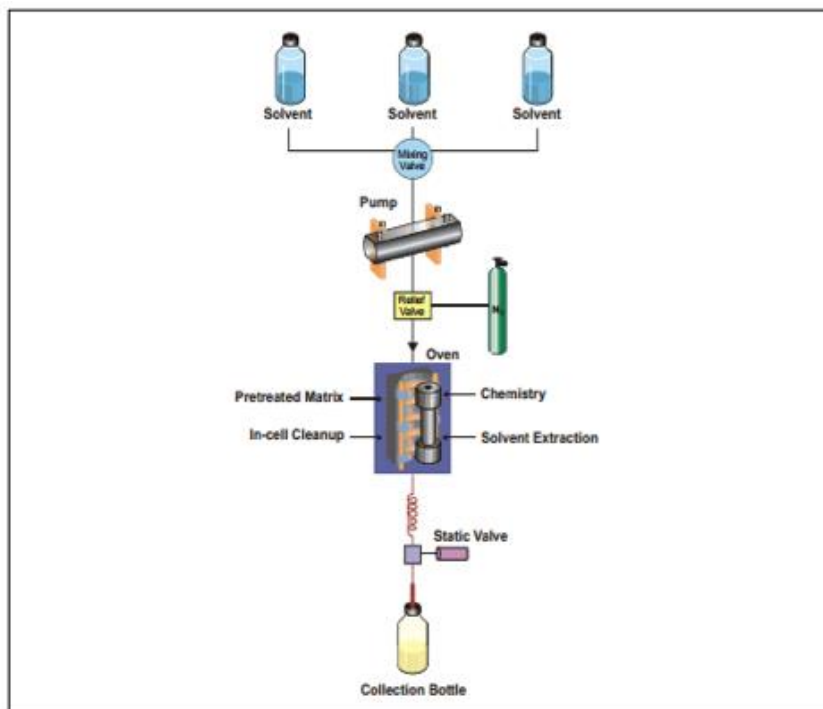 Solvent
Solvent
Solvent
Mixing
Valve
Pump
Relief
Valve
N₂
Oven
Pretreated Matrix
Chemistry
In-cell Cleanup
Solvent Extraction
Static Valve
Collection Bottle